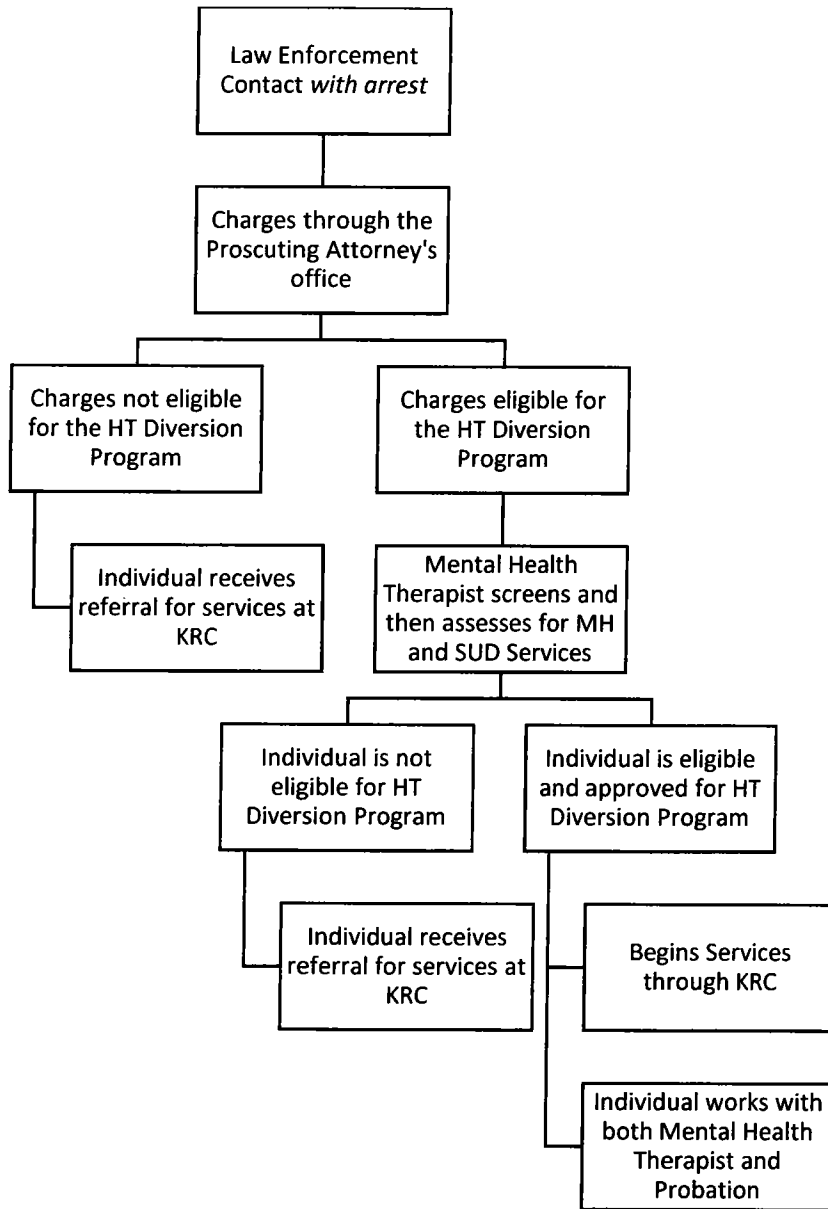 Law Enforcement
Contact with arrest
Charges through the
Proscuting Attorney's
office
Charges not eligible
for the HT Diversion
Program
Charges eligible for
the HT Diversion
Program
Individual receives
referral for services at
KRC
Mental Health
Therapist screens and
then assesses for MH
and SUD Services
Individual is not
eligible for HT
Diversion Program
Individual is eligible
and approved for HT
Diversion Program
Individual receives
referral for services at
KRC
Begins Services
through KRC
Individual works with
both Mental Health
Therapist and
Probation